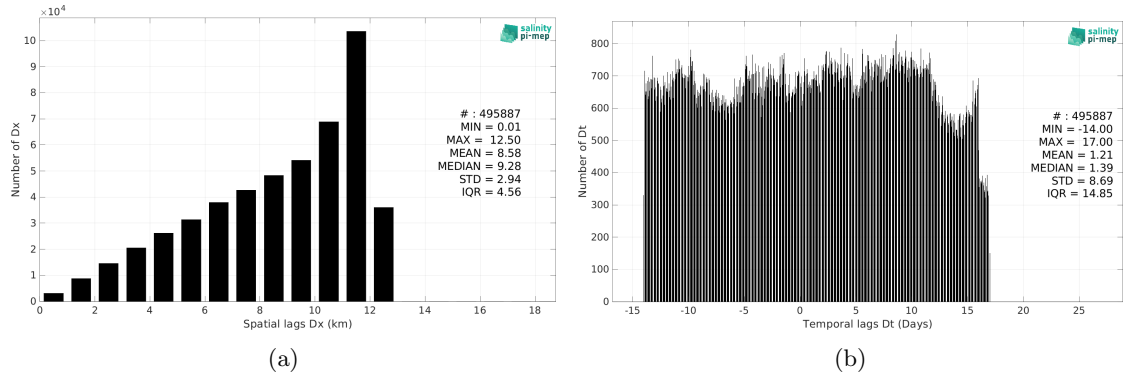 ×10⁴
10
9
8
7
6
5
4
3
2
1
0
Number of Dx
0 2 4 6 8 10 12 14 16 18
Spatial lags Dx (km)
salinity
pi-mep
# : 495887
MIN = 0.01
MAX = 12.50
MEAN = 8.58
MEDIAN = 9.28
STD = 2.94
IQR = 4.56
(a)
800
700
600
500
400
300
200
100
0
Number of Dt
-15 -10 -5 0 5 10 15 20 25
Temporal lags Dt (Days)
salinity
pi-mep
# : 495887
MIN = -14.00
MAX = 17.00
MEAN = 1.21
MEDIAN = 1.39
STD = 8.69
IQR = 14.85
(b)